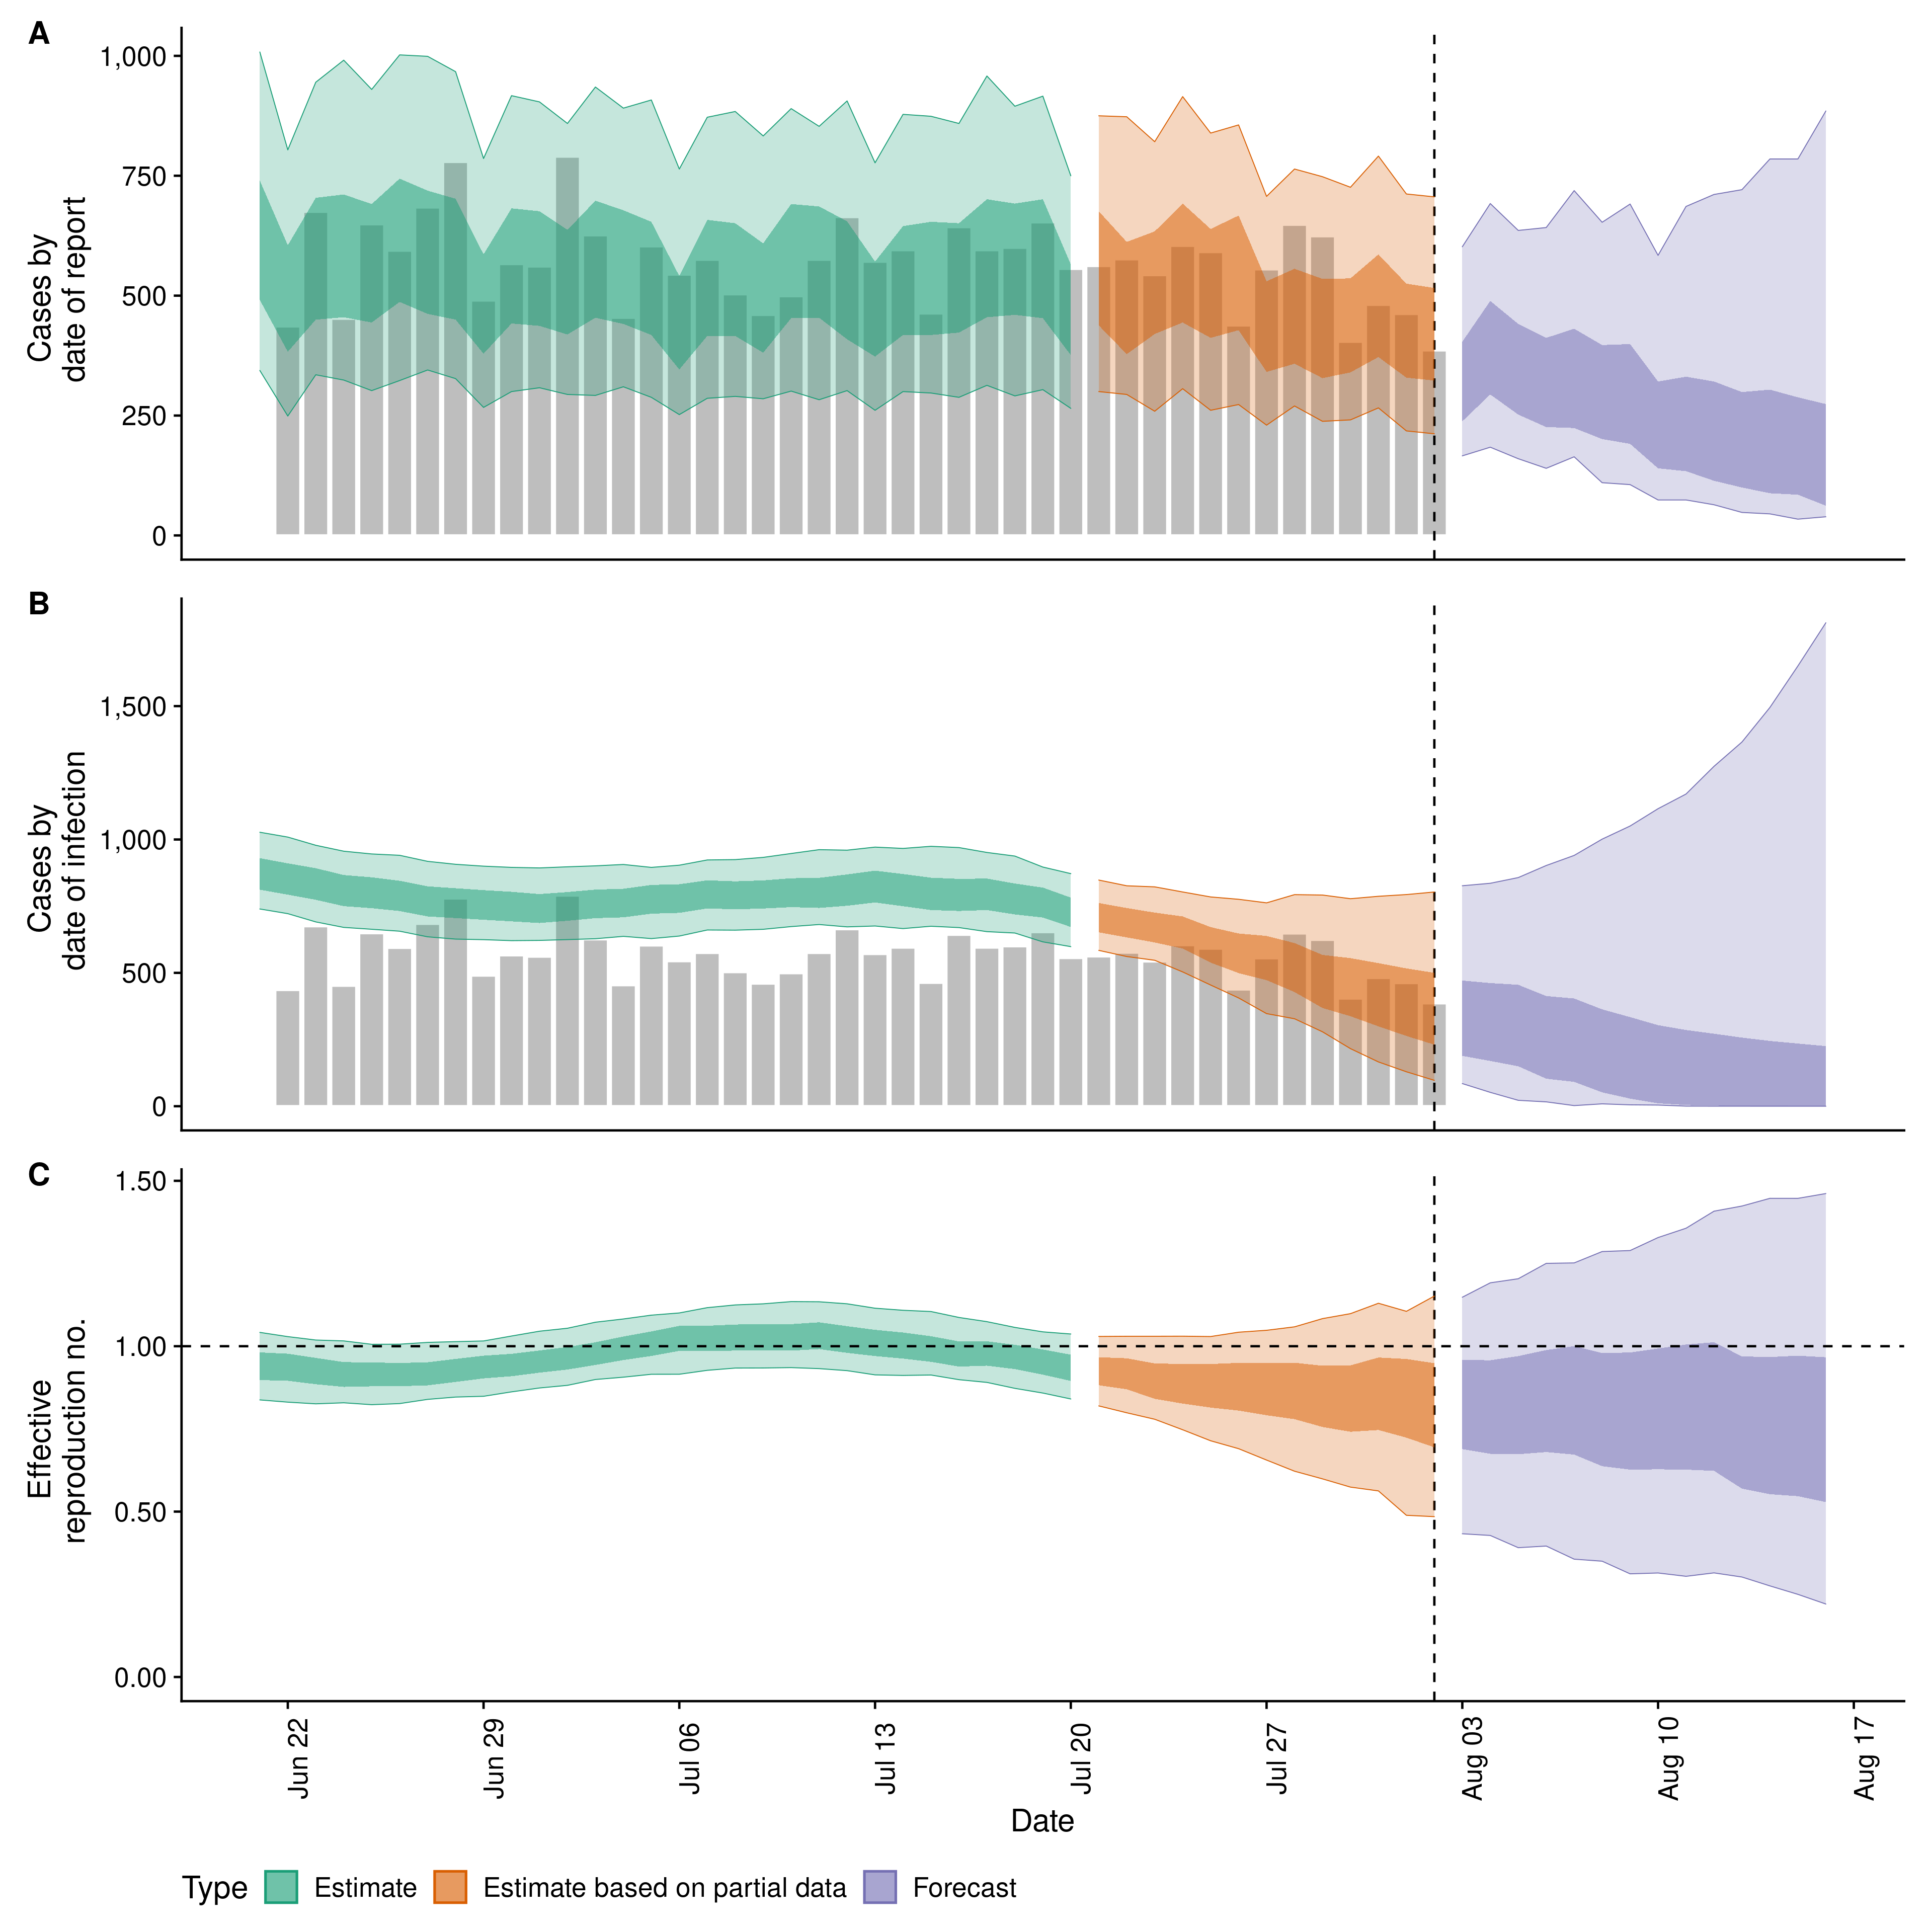 A
Cases by
date of report
1,000
750
500
250
0
B
Cases by
date of infection
1,500
1,000
500
0
C
Effective
reproduction no.
1.50
1.00
0.50
0.00
Jun 22
Jun 29
Jul 06
Jul 13
Jul 20
Jul 27
Aug 03
Aug 10
Aug 17
Date
Type Estimate Estimate based on partial data Forecast